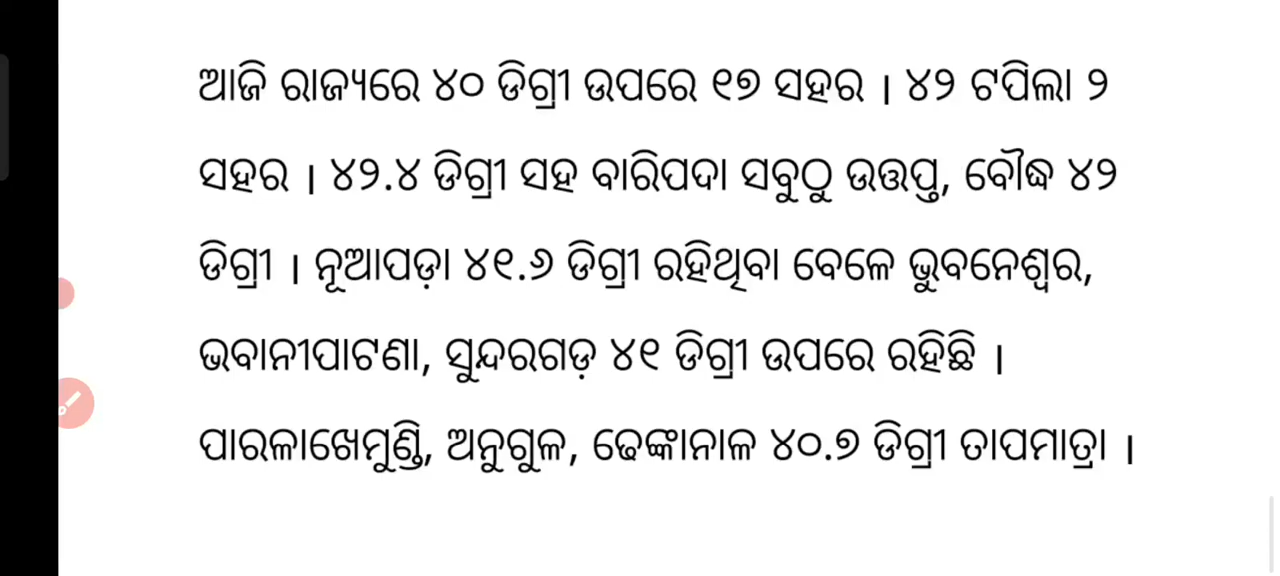 ଆଜି ରାଜ୍ୟରେ ୪୦ ଡିଗ୍ରୀ ଉପରେ ୧୭ ସହର । ୪୨ ଟପିଲା ୨
ସହର । ୪୨.୪ ଡିଗ୍ରୀ ସହ ବାରିପଦା ସବୁଠୁ ଉତ୍ତପ୍ତ, ବୌଦ୍ଧ ୪୨
ଡିଗ୍ରୀ । ନୂଆପଡ଼ା ୪୧.୬ ଡିଗ୍ରୀ ରହିଥିବା ବେଳେ ଭୁବନେଶ୍ୱର,
ଭବାନୀପାଟଣା, ସୁନ୍ଦରଗଡ଼ ୪୧ ଡିଗ୍ରୀ ଉପରେ ରହିଛି ।
ପାରଳାଖେମୁଣ୍ଡି, ଅନୁଗୁଳ, ଢେଙ୍କାନାଳ ୪୦.୭ ଡିଗ୍ରୀ ତାପମାତ୍ରା ।